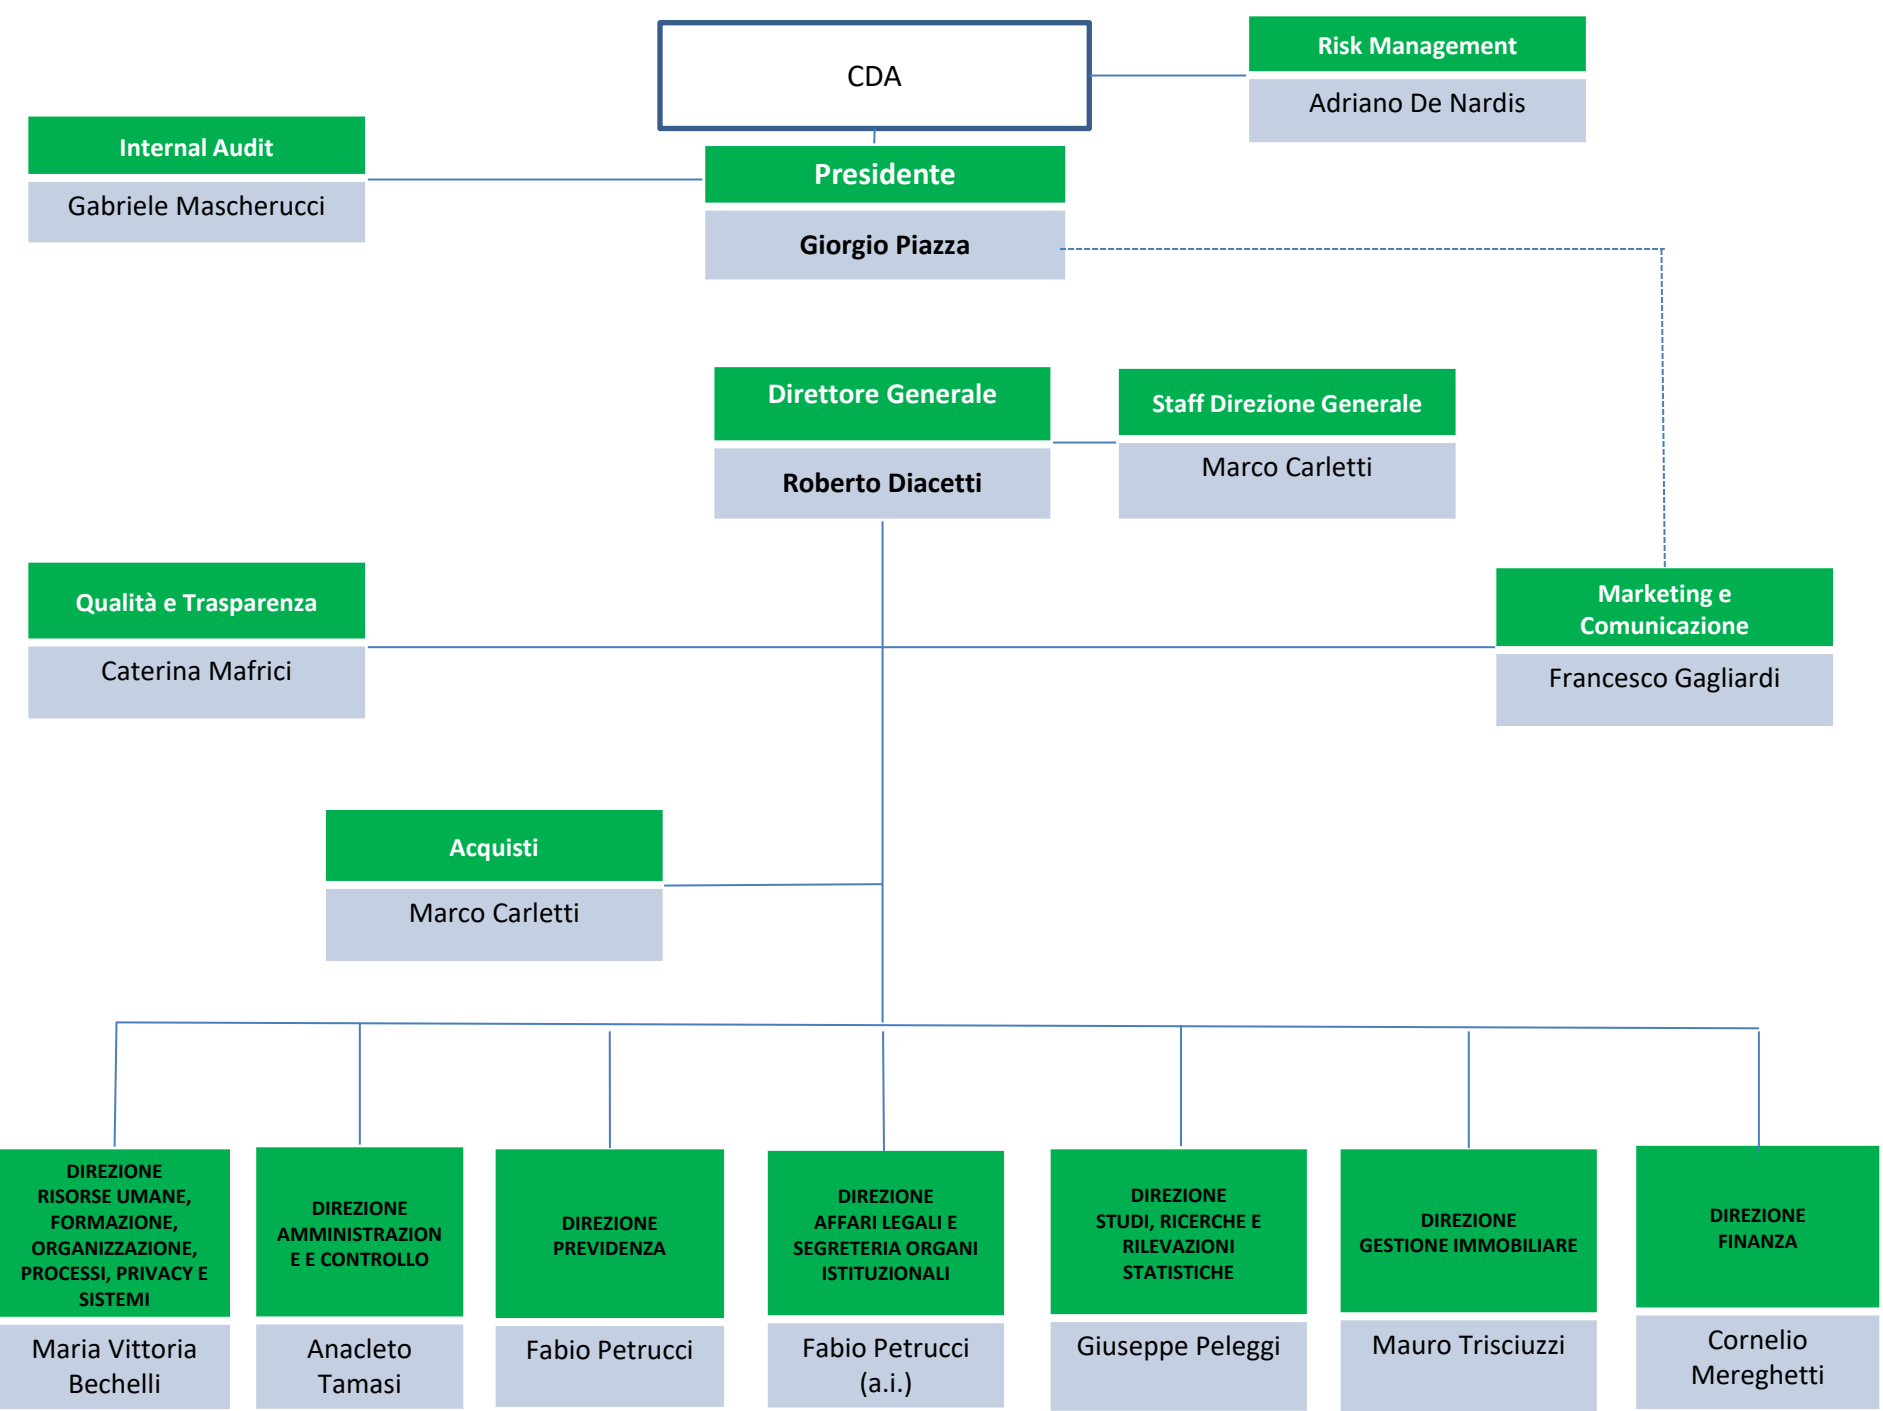 CDA
Risk Management
Adriano De Nardis
Internal Audit
Gabriele Mascherucci
Presidente
Giorgio Piazza
Direttore Generale
Roberto Diacetti
Staff Direzione Generale
Marco Carletti
Qualità e Trasparenza
Caterina Mafrici
Marketing e
Comunicazione
Francesco Gagliardi
Acquisti
Marco Carletti
DIREZIONE
RISORSE UMANE,
FORMAZIONE,
ORGANIZZAZIONE,
PROCESSI, PRIVACY E
SISTEMI
Maria Vittoria
Bechelli
DIREZIONE
AMMINISTRAZION
E E CONTROLLO
Anacleto
Tamasi
DIREZIONE
PREVIDENZA
Fabio Petrucci
DIREZIONE
AFFARI LEGALI E
SEGRETERIA ORGANI
ISTITUZIONALI
Fabio Petrucci
(a.i.)
DIREZIONE
STUDI, RICERCHE E
RILEVAZIONI
STATISTICHE
Giuseppe Peleggi
DIREZIONE
GESTIONE IMMOBILIARE
Mauro Trisciuzzi
DIREZIONE
FINANZA
Cornelio
Mereghetti